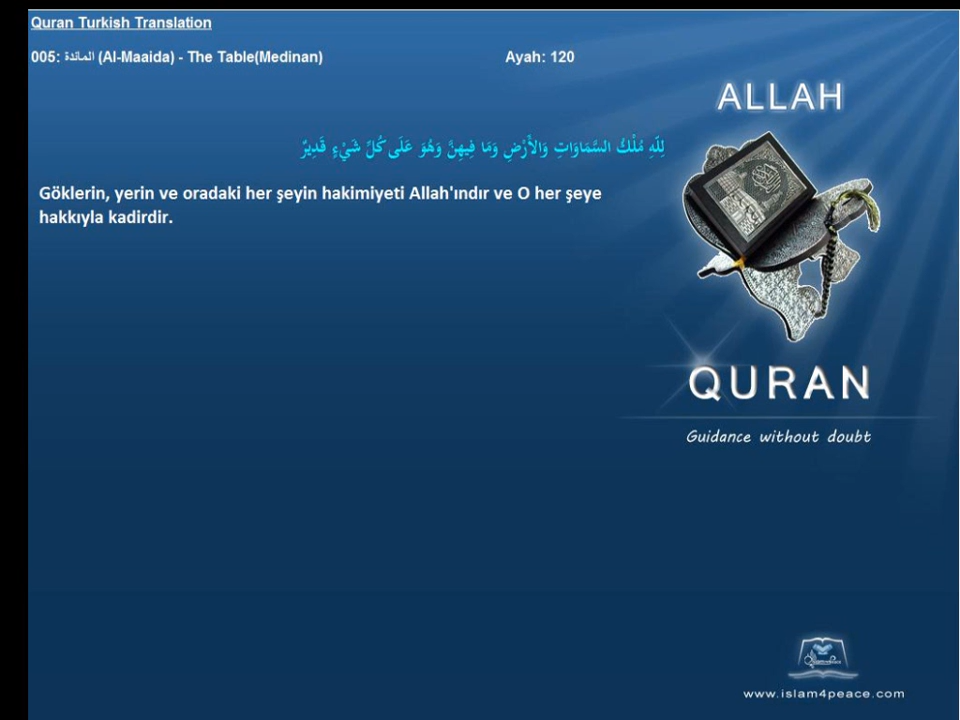 Quran Turkish Translation
005: المائدة (Al-Maaida) - The Table(Medinan) Ayah: 120
ALLAH
لِلّهِ مُلْكُ السَّمَاوَاتِ وَالأَرْضِ وَمَا فِيهِنَّ وَهُوَ عَلَى كُلِّ شَيْءٍ قَدِيرٌ
Göklerin, yerin ve oradaki her şeyin hakimiyeti Allah'ındır ve O her şeye
hakkıyla kadirdir.
QURAN
Guidance without doubt
www.islam4peace.com